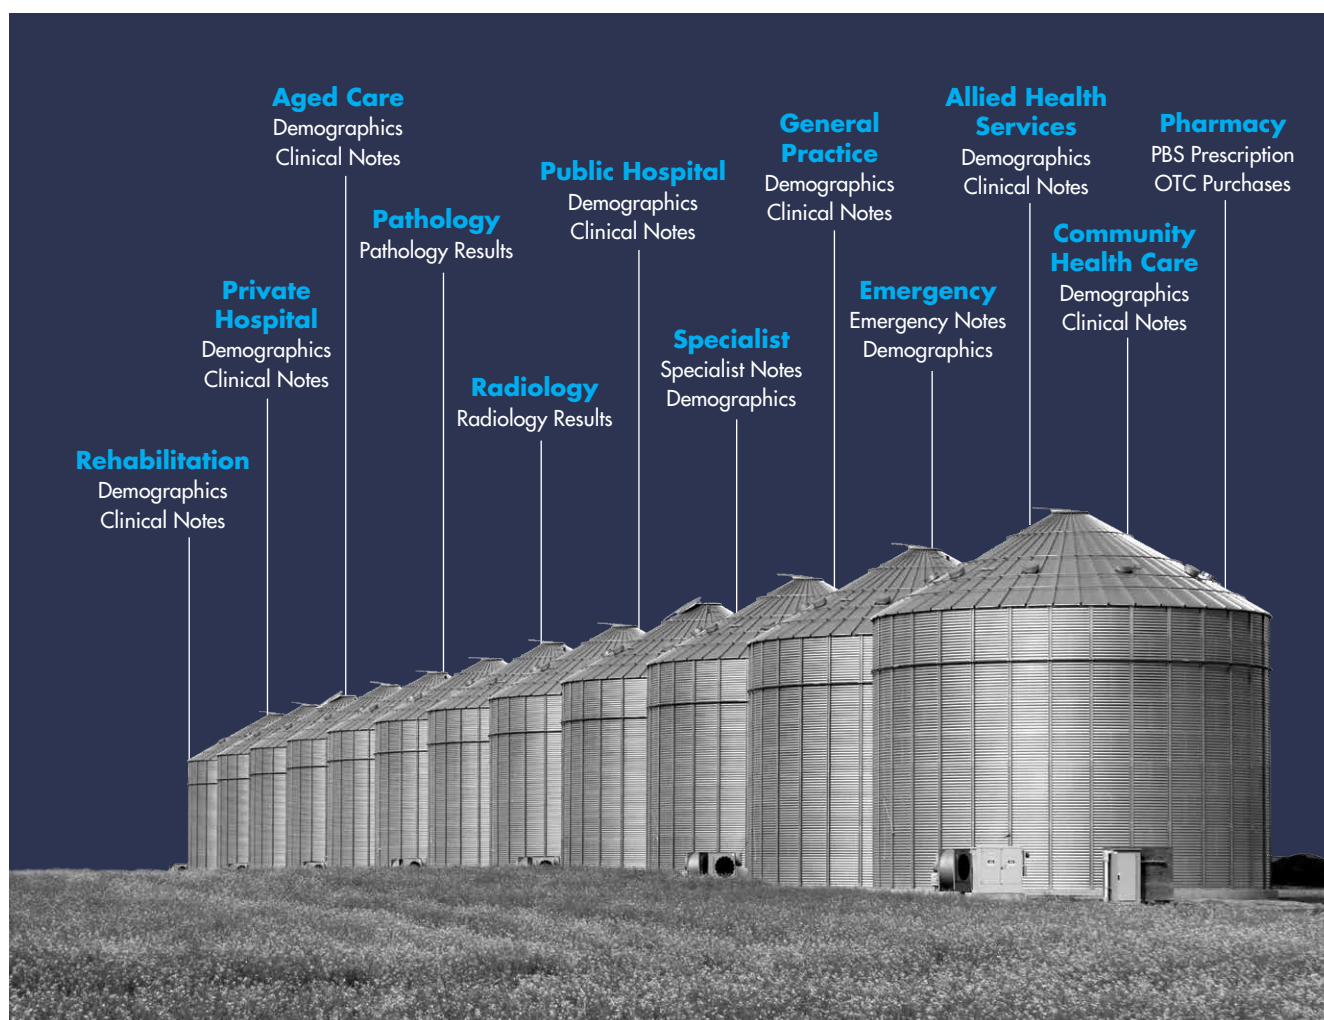 Aged Care
Demographics
Clinical Notes
Allied Health
Services
Demographics
Clinical Notes
General
Practice
Demographics
Clinical Notes
Pharmacy
PBS Prescription
OTC Purchases
Public Hospital
Demographics
Clinical Notes
Pathology
Pathology Results
Community
Health Care
Demographics
Clinical Notes
Private
Hospital
Demographics
Clinical Notes
Emergency
Emergency Notes
Demographics
Specialist
Specialist Notes
Demographics
Radiology
Radiology Results
Rehabilitation
Demographics
Clinical Notes